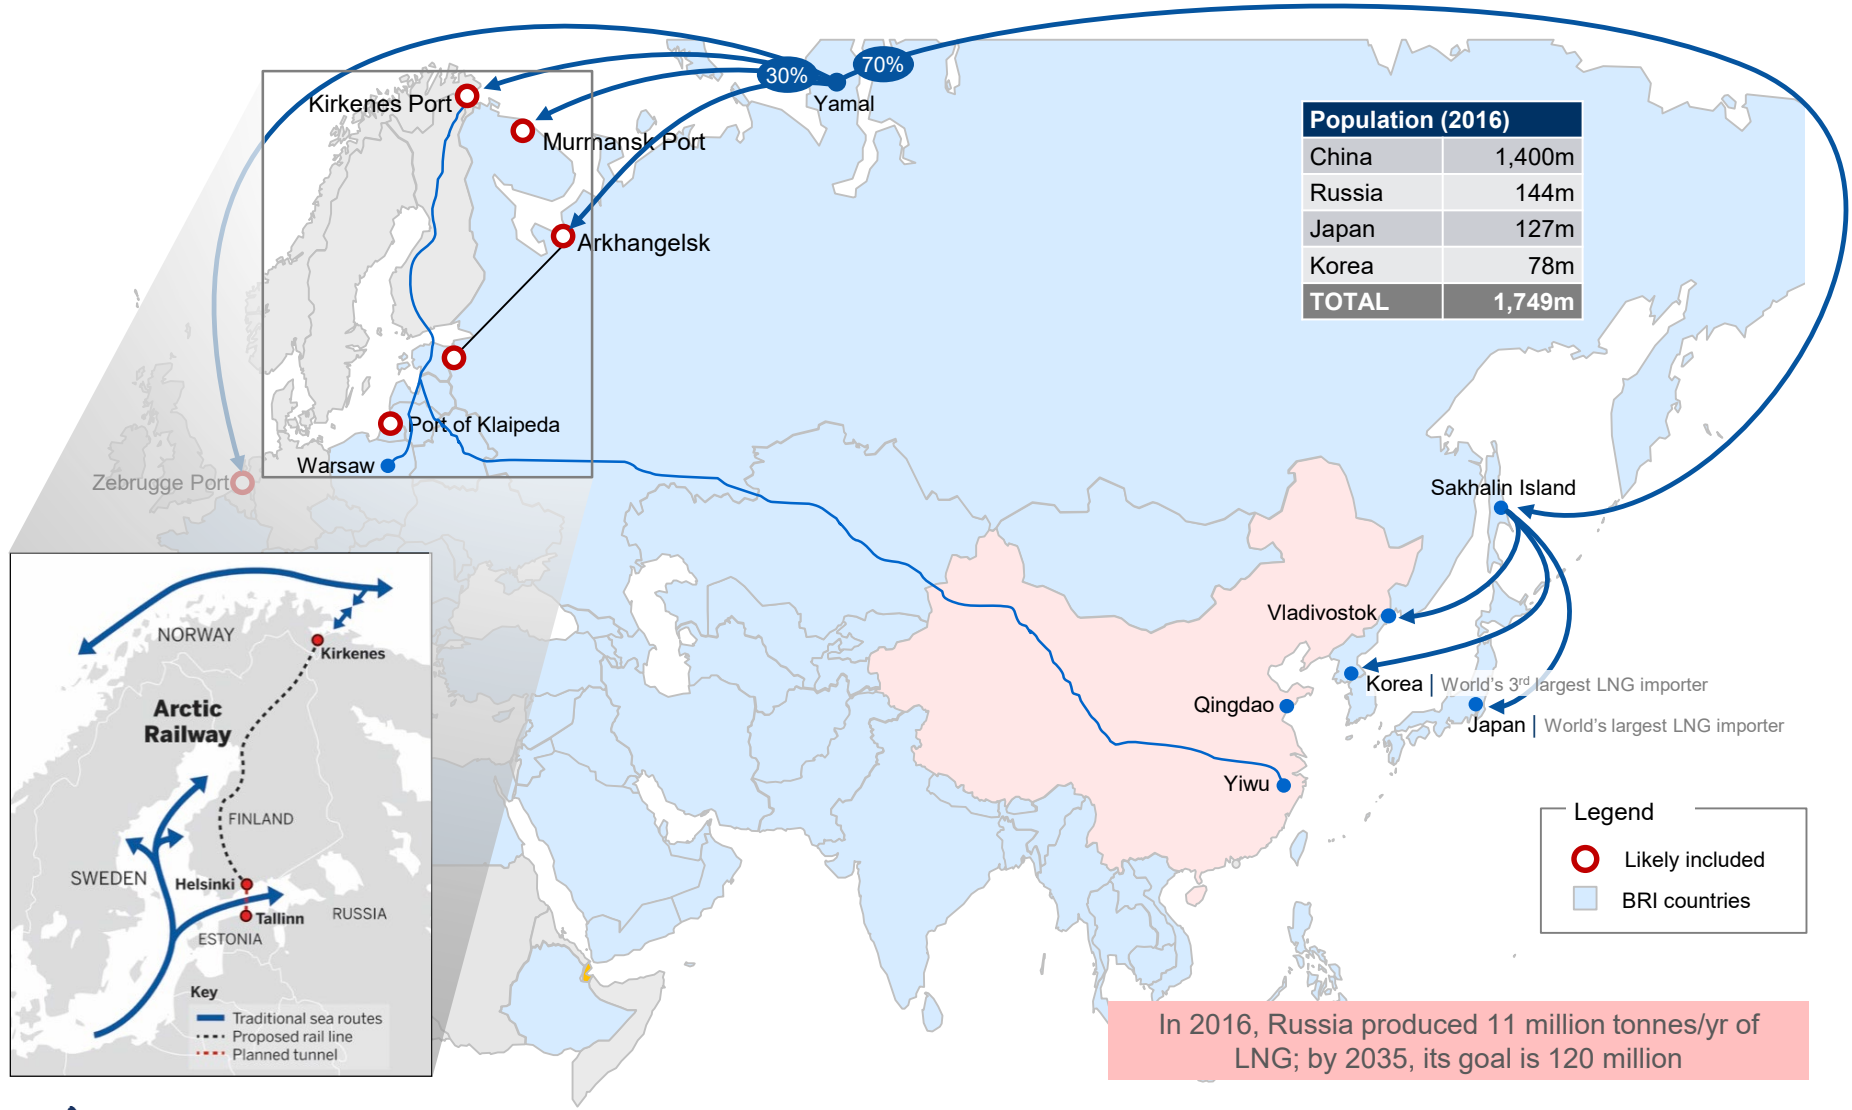 30%
70%
Yamal
Kirkenes Port
Murmansk Port
Arkhangelsk
Port of Klaipeda
Warsaw
Zebrugge Port
Population (2016)
China 1,400m
Russia 144m
Japan 127m
Korea 78m
TOTAL 1,749m
Sakhalin Island
Vladivostok
Korea | World's 3rd largest LNG importer
Qingdao
Japan | World's largest LNG importer
Yiwu
Legend
Likely included
BRI countries
In 2016, Russia produced 11 million tonnes/yr of
LNG; by 2035, its goal is 120 million
NORWAY
Kirkenes
Arctic
Railway
FINLAND
SWEDEN
Helsinki
Tallinn
RUSSIA
ESTONIA
Key
Traditional sea routes
Proposed rail line
Planned tunnel